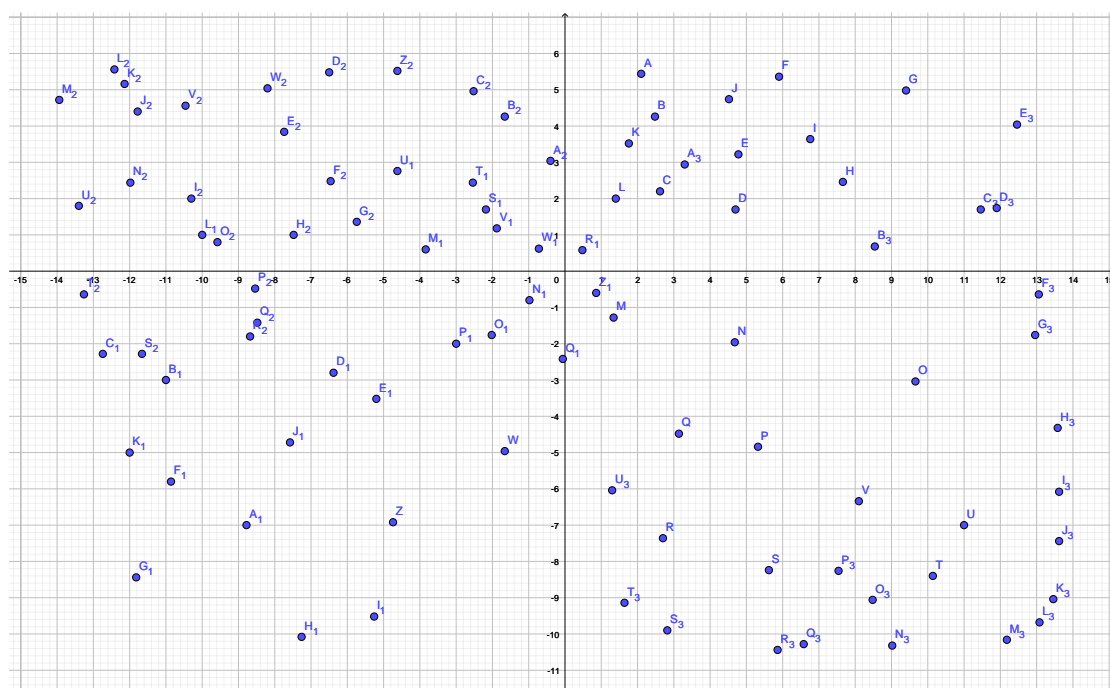 L₂
K₂
D₂
Z₂
A
F
6
W₂
C₂
G
M₂
J₂
V₂
J
5
B₂
B
E₃
4
E₂
K
I
A₂
E
A₃
3
U₁
N₂
F₂
T₁
H
I₂
C
L
2
U₂
S₁
D
D₃
G₂
V₁
L₁
O₂
H₂
1
M₁
W₁
R₁
B₃
-15 -14 -13 -12 -11 -10 -9 -8 -7 -6 -5 -4 -3 -2 -1 0 1 2 3 4 5 6 7 8 9 10 11 12 13 14
P₂
Z₁
F₃
N₁
-1
M
Q₂
O₁
G₃
P₁
N
-2
C₁
S₂
Q₁
B₁
D₁
-3
O
E₁
-4
J₁
Q
H₃
K₁
W
P
-5
F₁
U₃
I₃
-6
V
A₁
Z
U
-7
R
J₃
G₁
S
P₃
T
-8
T₃
O₃
K₃
-9
I₁
L₃
H₁
S₃
-10
R₃
Q₃
N₃
M₃
-11